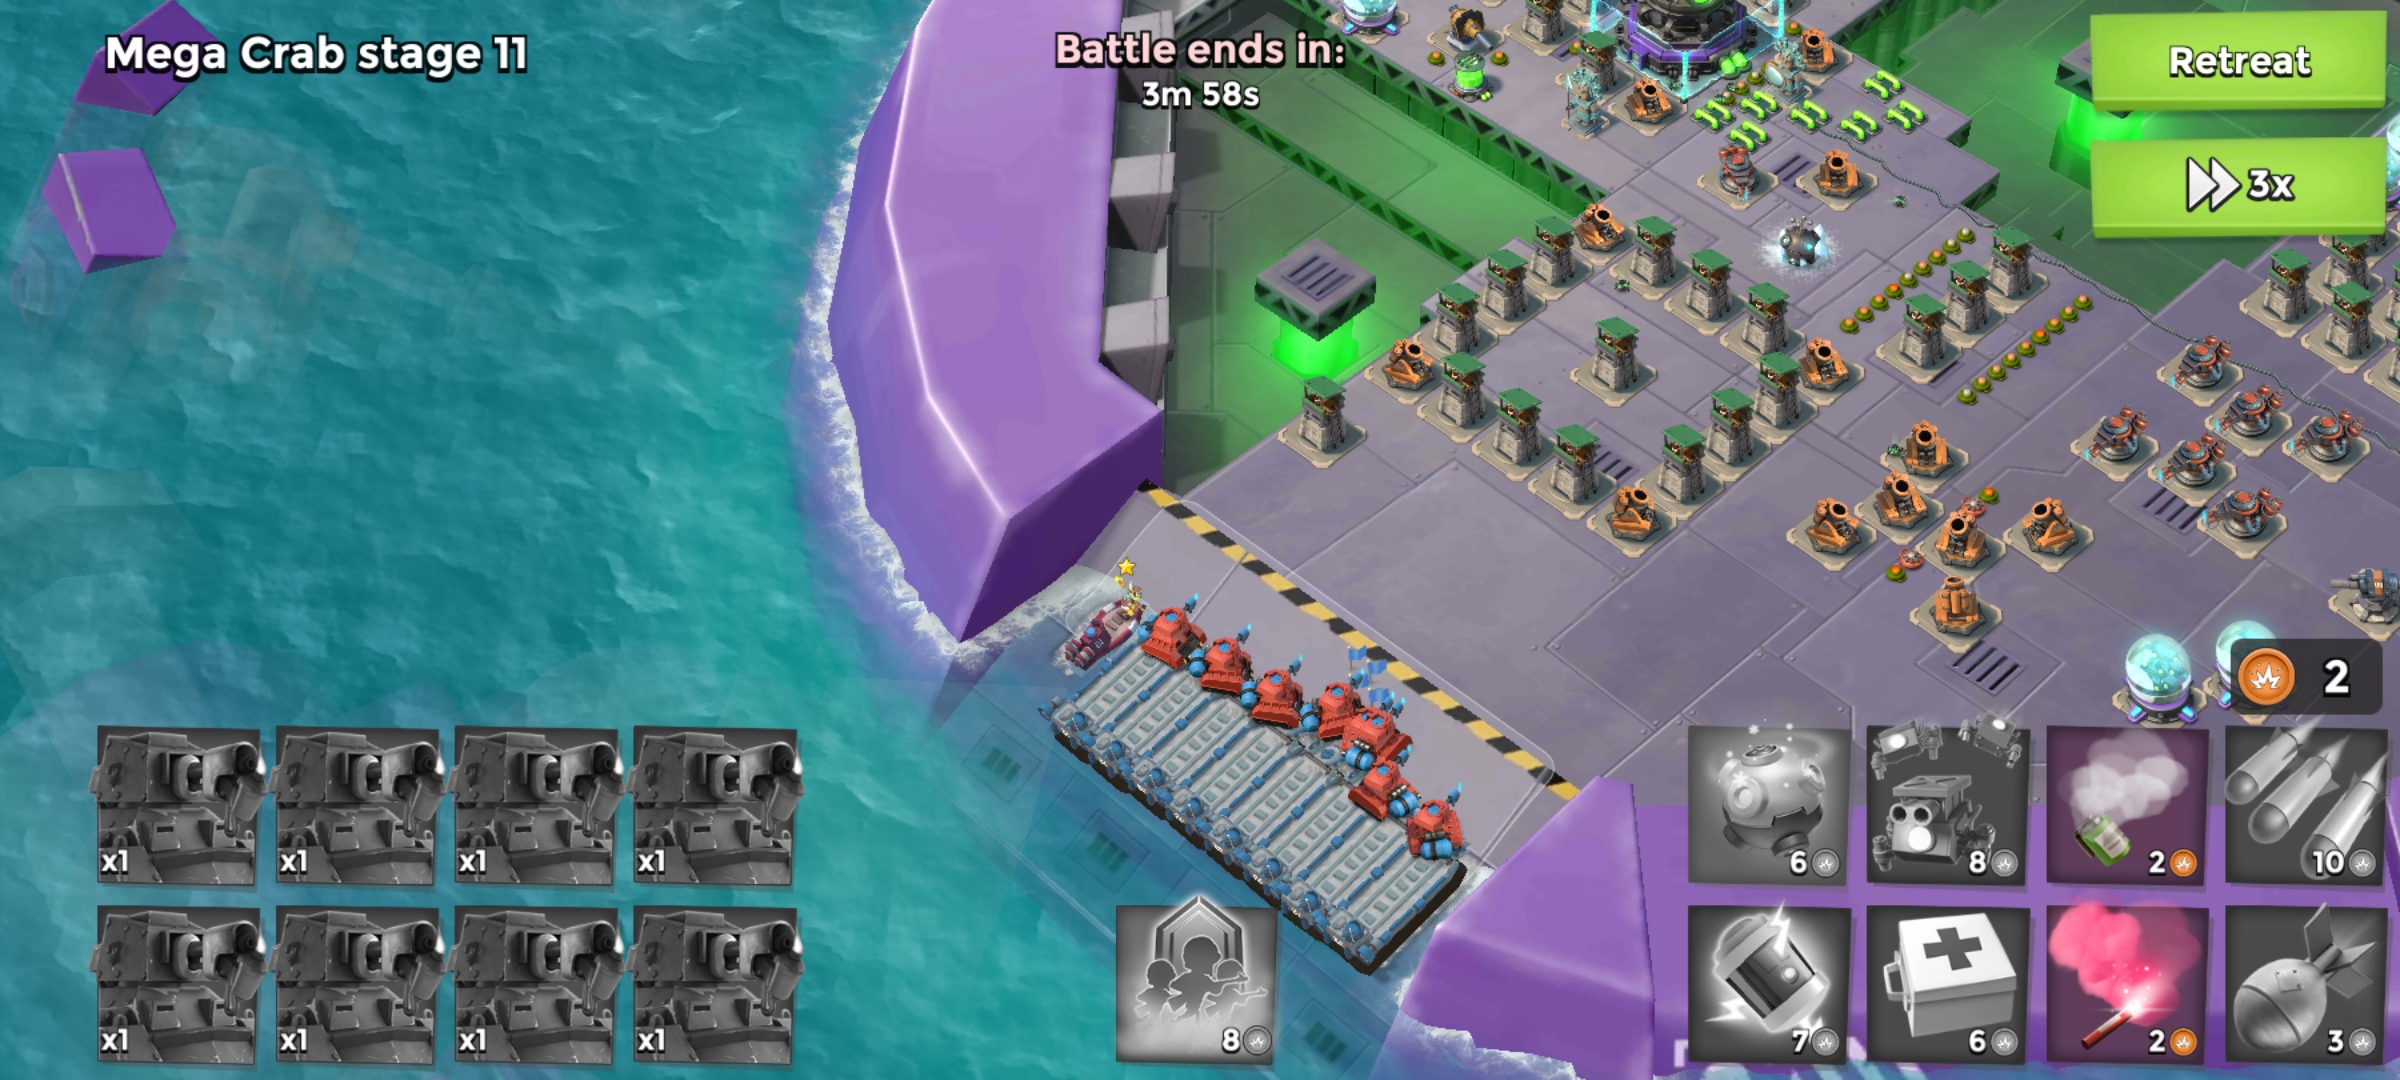 Mega Crab stage 11
Battle ends in:
3m 58s
Retreat
3x
2
x1 x1 x1 x1
6 8 2 10
x1 x1 x1 x1
8
7 6 2 3